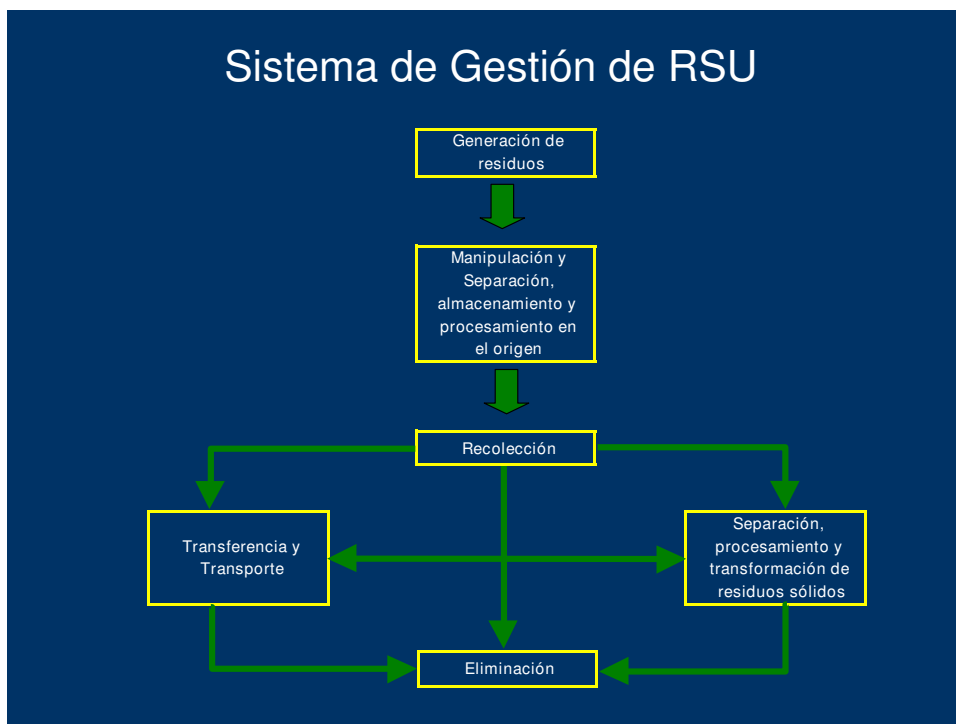 Sistema de Gestión de RSU
Generación de
residuos
Manipulación y
Separación,
almacenamiento y
procesamiento en
el origen
Recolección
Transferencia y
Transporte
Separación,
procesamiento y
transformación de
residuos sólidos
Eliminación